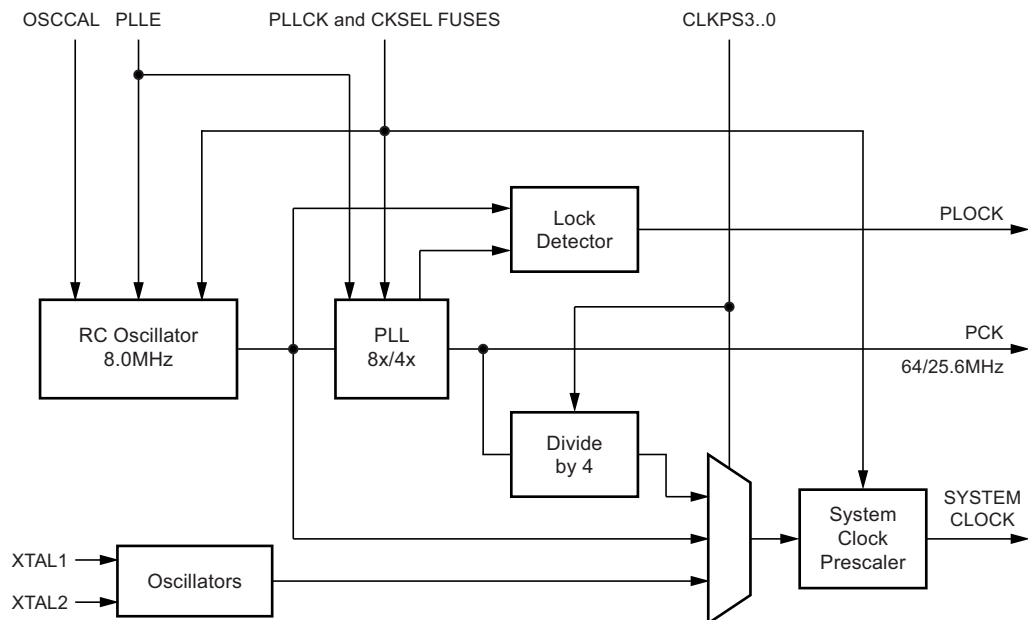 OSCCAL
PLLE
PLLCK and CKSEL FUSES
CLKPS3..0
Lock
Detector
PLOCK
RC Oscillator
8.0MHz
PLL
8x/4x
PCK
64/25.6MHz
Divide
by 4
System
Clock
Prescaler
SYSTEM
CLOCK
XTAL1
XTAL2
Oscillators